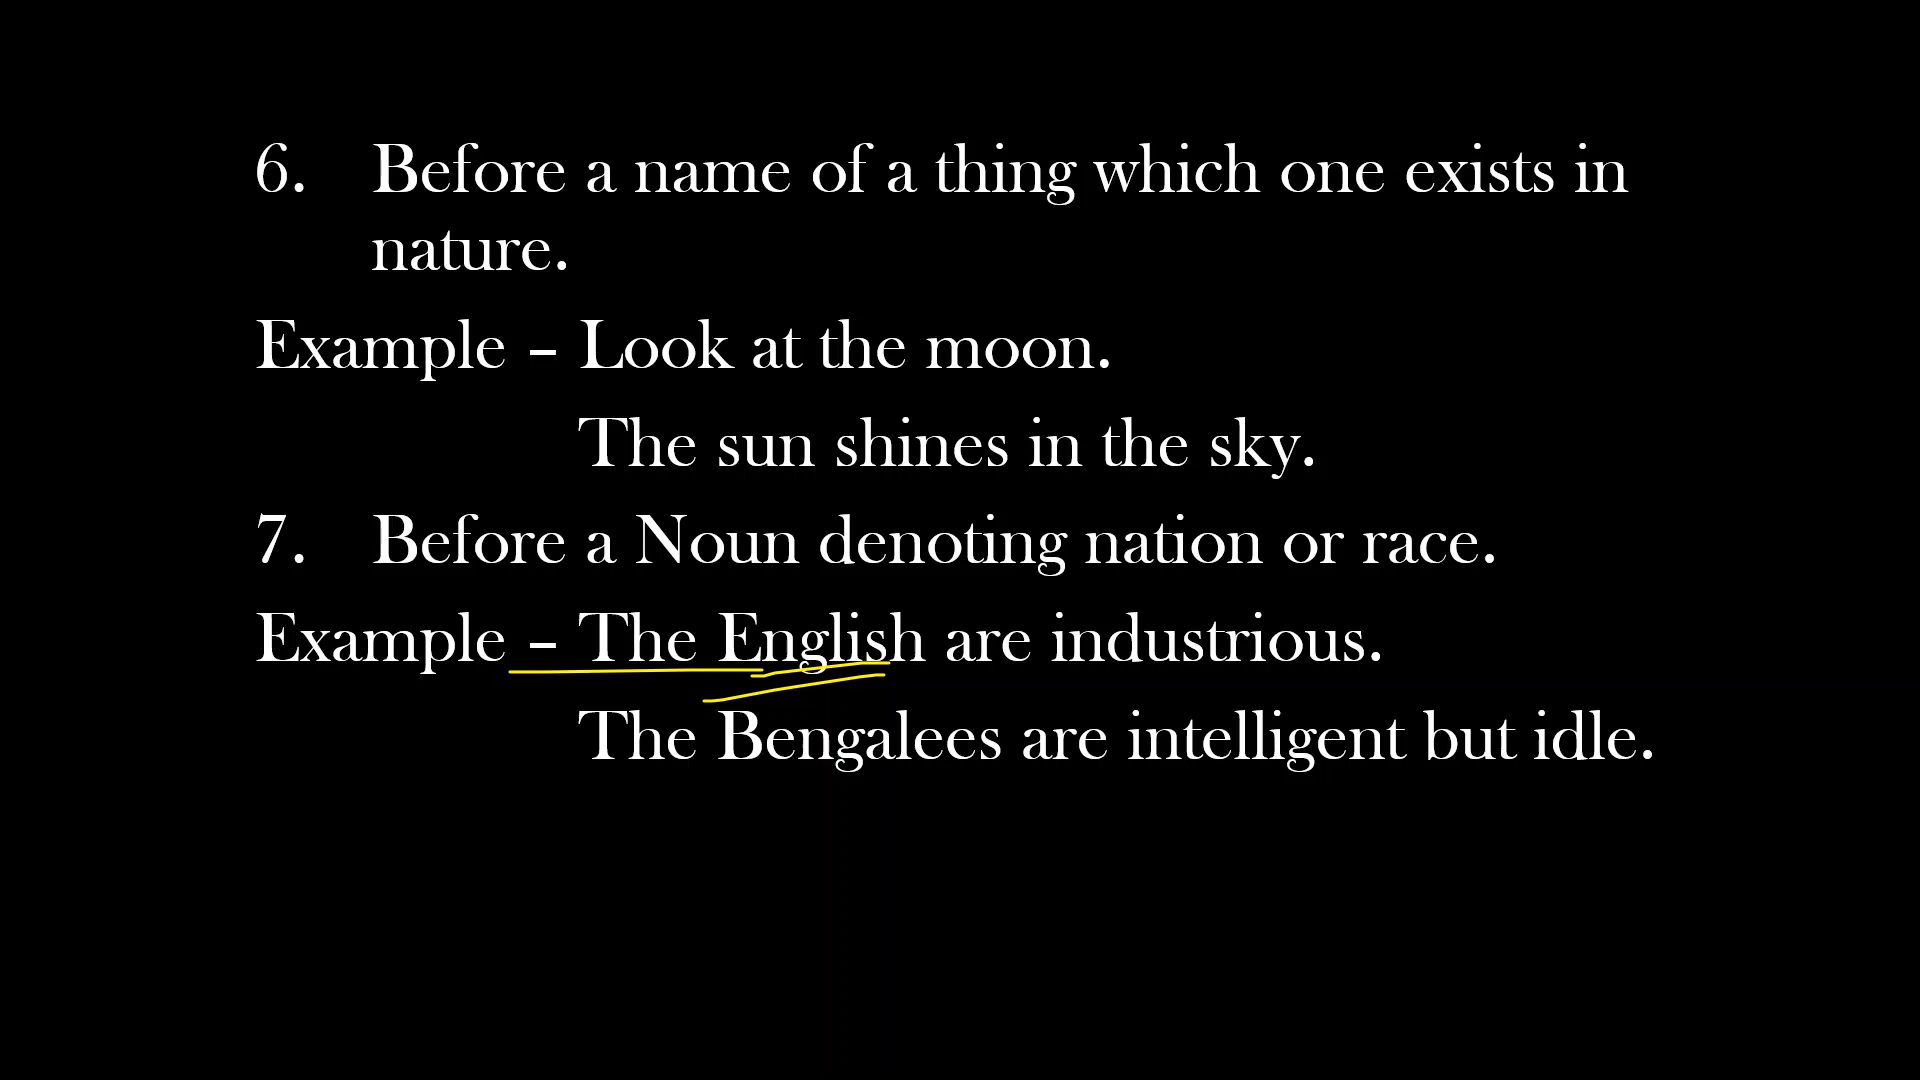 6. Before a name of a thing which one exists in
nature.
Example – Look at the moon.
The sun shines in the sky.
7. Before a Noun denoting nation or race.
Example – The English are industrious.
The Bengalees are intelligent but idle.